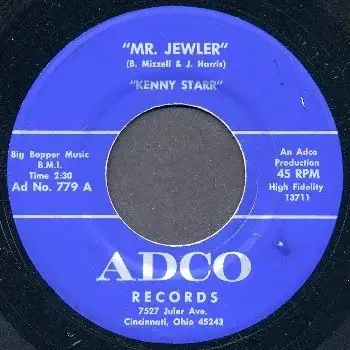 "MR. JEWLER"
(B. Mizzell & J. Harris)
"KENNY STARR"
Big Bopper Music
B.M.I.
Time 2:30
Ad No. 779 A
An Adco
Production
45 RPM
High Fidelity
13711
ADCO
RECORDS
7527 Juler Ave.
Cincinnati, Ohio 45243